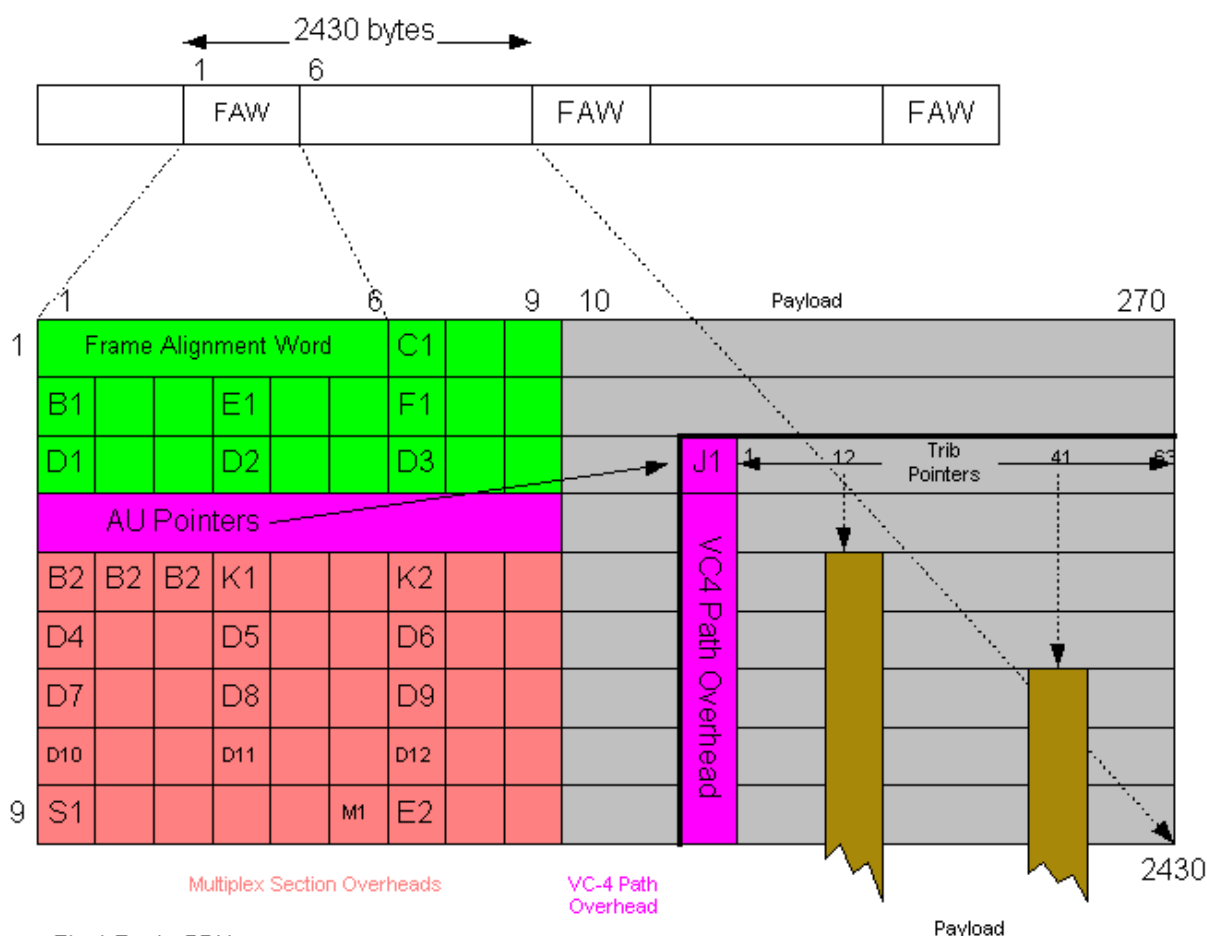 2430 bytes
1 6
FAW FAW FAW
1 6 9 10 Payload 270
1 Frame Alignment Word C1
B1 E1 F1
D1 D2 D3 J1 1 12 Trib Pointers 41 63
AU Pointers
VC4 Path Overhead
B2 B2 B2 K1 K2
D4 D5 D6
D7 D8 D9
D10 D11 D12
9 S1 M1 E2
2430
Multiplex Section Overheads
VC-4 Path
Overhead
Payload